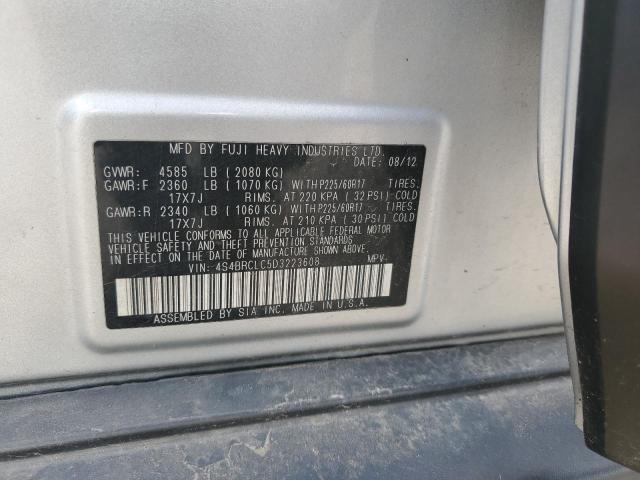 MFD BY FUJI HEAVY INDUSTRIES LTD.
DATE: 08/12
GVWR: 4585 LB (2080 KG)
GAWR:F 2360 LB (1070 KG) WITH P225/60R17 TIRES.
17X7J RIMS. AT 220 KPA (32 PSI) COLD
GAWR:R 2340 LB (1060 KG) WITH P225/60R17 TIRES.
17X7J RIMS. AT 210 KPA (30 PSI) COLD
THIS VEHICLE CONFORMS TO ALL APPLICABLE FEDERAL MOTOR
VEHICLE SAFETY AND THEFT PREVENTION STANDARDS
IN EFFECT ON THE DATE OF MANUFACTURE SHOWN ABOVE.
VIN: 4S4BRCLC5D3223608 MPV
ASSEMBLED BY SIA INC. MADE IN U.S.A.